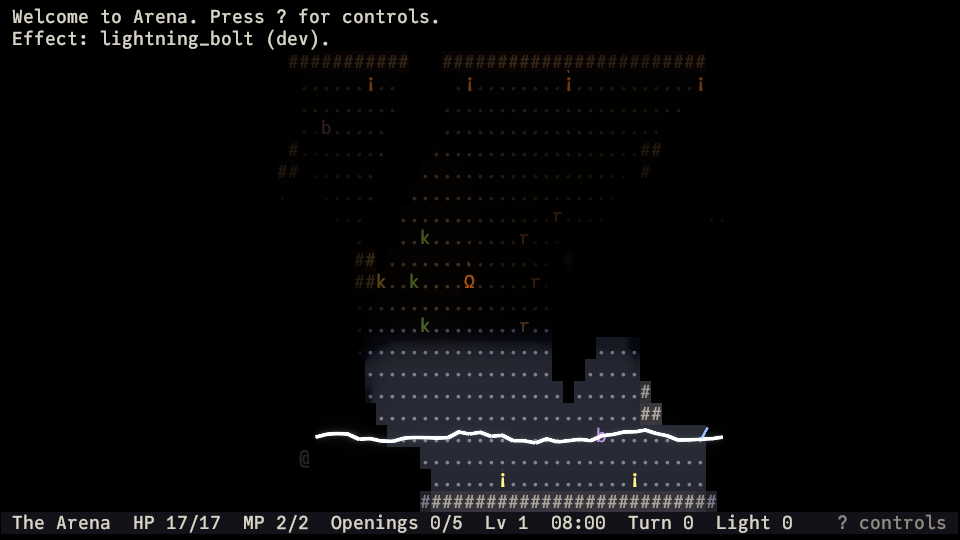 Welcome to Arena. Press ? for controls.
Effect: lightning_bolt (dev).
The Arena HP 17/17 MP 2/2 Openings 0/5 Lv 1 08:00 Turn 0 Light 0 ? controls